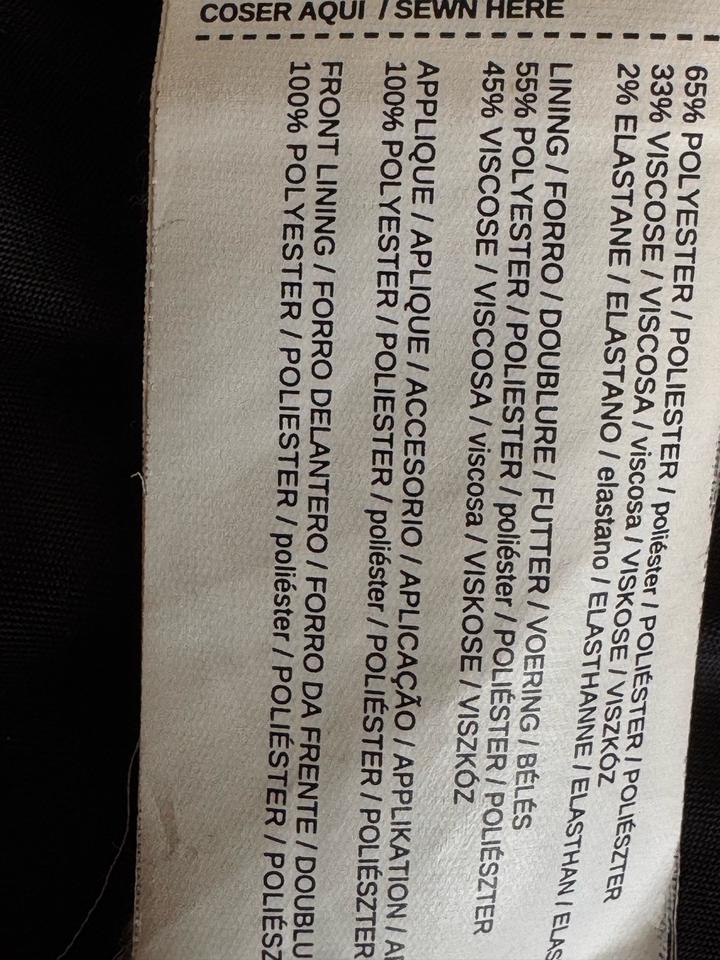 COSER AQUI / SEWN HERE
65% POLYESTER / POLIESTER / poliéster / POLIÉSTER / POLIÉSZTER
33% VISCOSE / VISCOSA / viscosa / VISKOSE / VISZKÓZ
2% ELASTANE / ELASTANO / elastano / ELASTHANNE / ELASTHAN / ELAS
LINING / FORRO / DOUBLURE / FUTTER / VOERING / BÉLÉS
55% POLYESTER / POLIESTER / poliéster / POLIÉSTER / POLIÉSZTER
45% VISCOSE / VISCOSA / viscosa / VISKOSE / VISZKÓZ
APPLIQUE / APLIQUE / ACCESORIO / APLICAÇÃO / APPLIKATION
100% POLYESTER / POLIESTER / poliéster / POLIÉSTER / POLIÉSZTER
FRONT LINING / FORRO DELANTERO / FORRO DA FRENTE / DOUBLU
100% POLYESTER / POLIESTER / poliéster / POLIÉSTER / POLIÉSZ